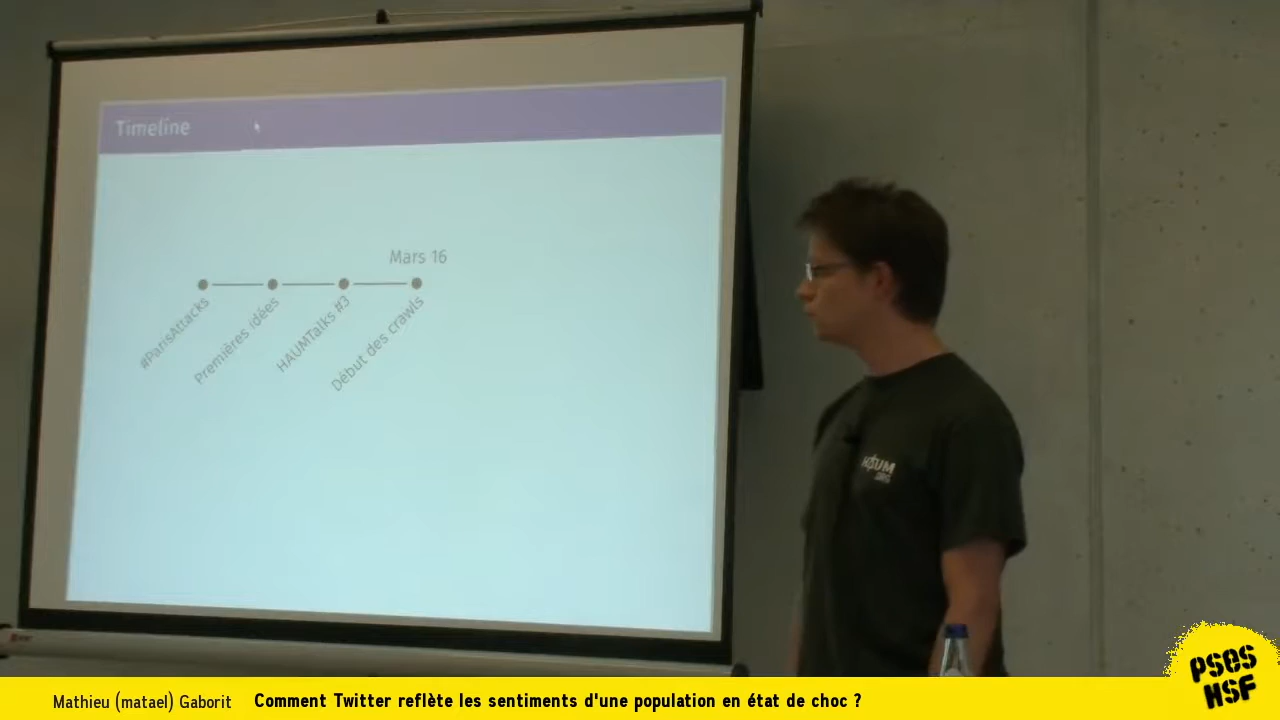 Timeline
Mars 16
#ParisAttacks
Premières idées
HAUMTalks #3
Début des crawls
HAUM
PSES
HSF
Mathieu (matael) Gaborit
Comment Twitter reflète les sentiments d'une population en état de choc ?